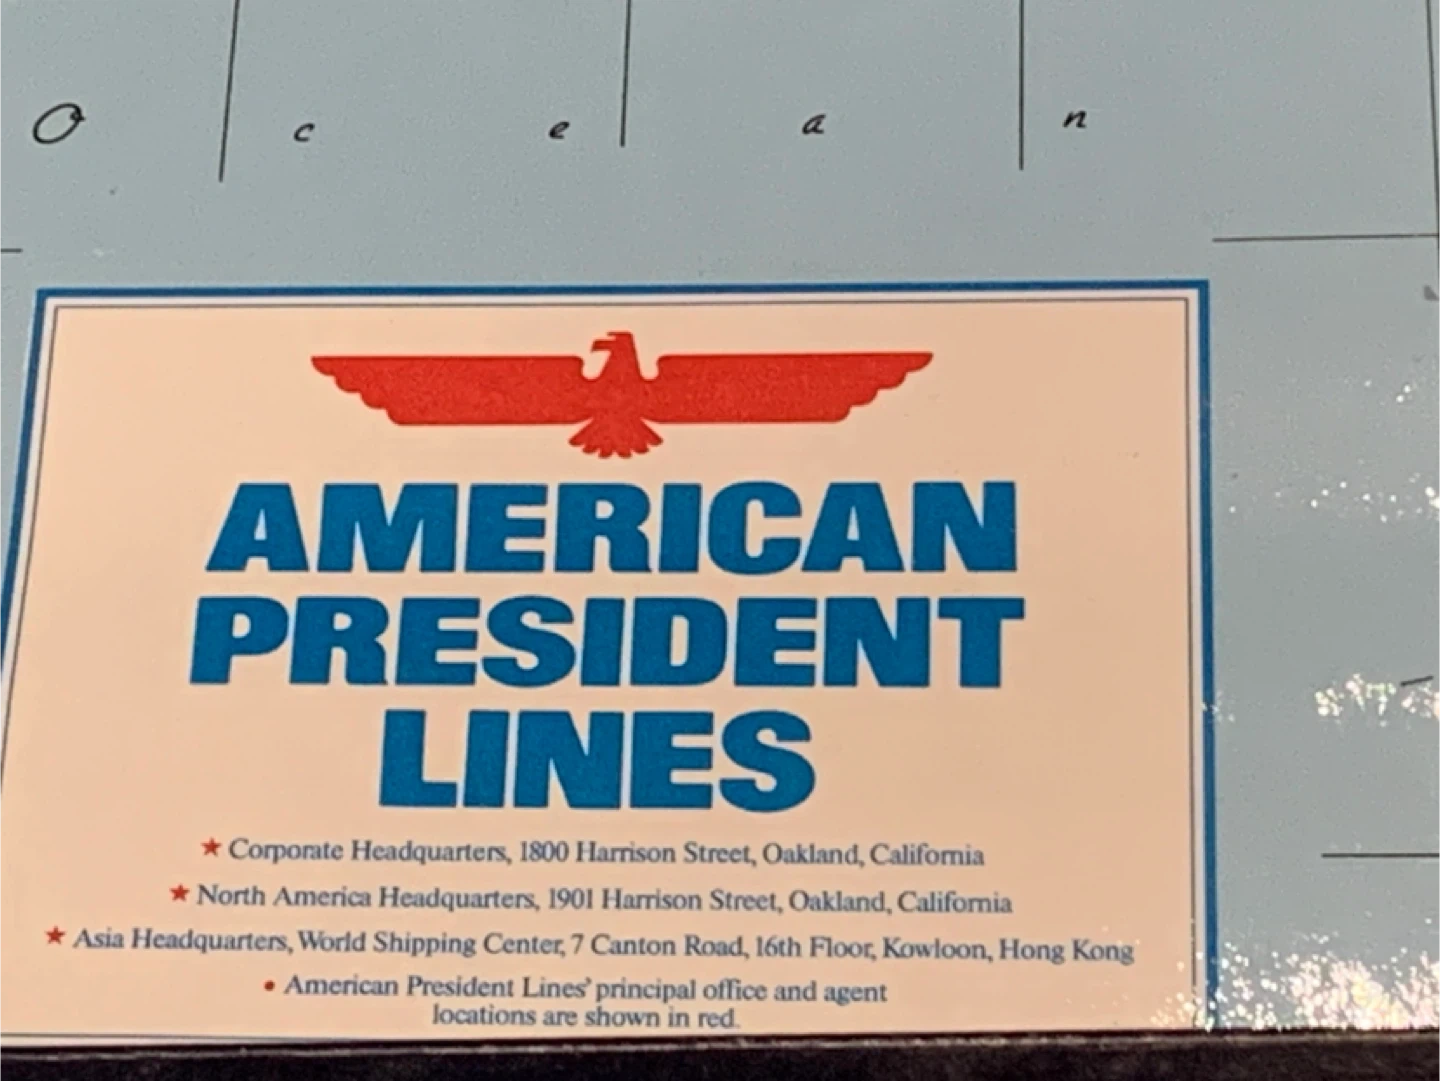 O c e a n
AMERICAN
PRESIDENT
LINES
★ Corporate Headquarters, 1800 Harrison Street, Oakland, California
★ North America Headquarters, 1901 Harrison Street, Oakland, California
★ Asia Headquarters, World Shipping Center, 7 Canton Road, 16th Floor, Kowloon, Hong Kong
• American President Lines' principal office and agent
locations are shown in red.